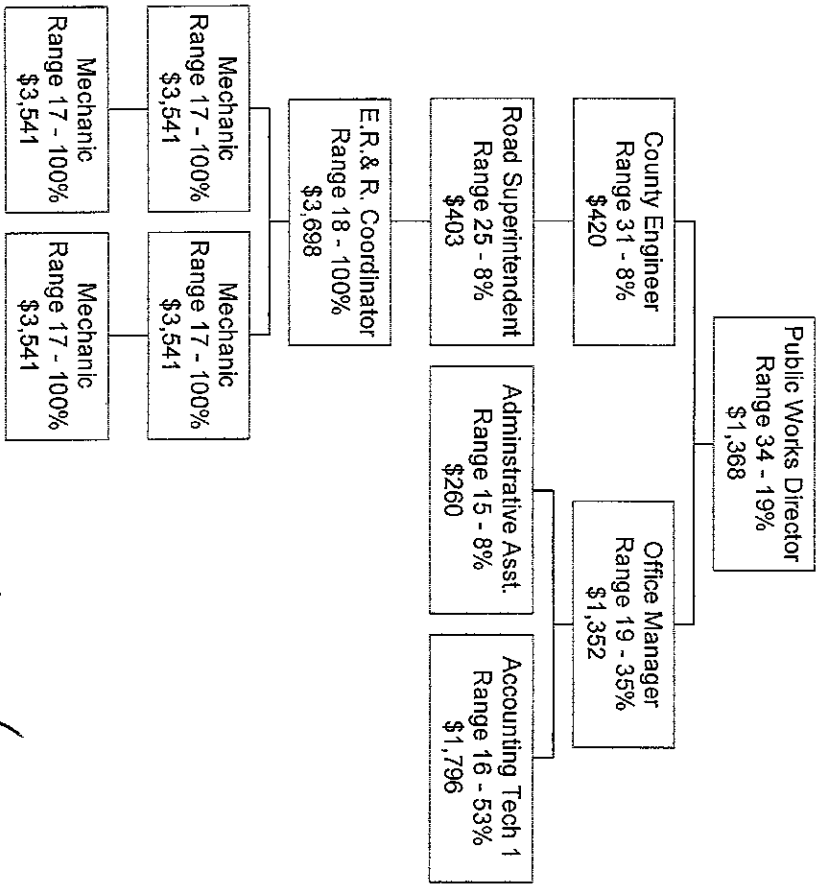 Public Works Director
Range 34 - 19%
$1,368
County Engineer
Range 31 - 8%
$420
Office Manager
Range 19 - 35%
$1,352
Road Superintendent
Range 25 - 8%
$403
Adminstrative Asst.
Range 15 - 8%
$260
Accounting Tech 1
Range 16 - 53%
$1,796
E.R.& R. Coordinator
Range 18 - 100%
$3,698
Mechanic
Range 17 - 100%
$3,541
Mechanic
Range 17 - 100%
$3,541
Mechanic
Range 17 - 100%
$3,541
Mechanic
Range 17 - 100%
$3,541